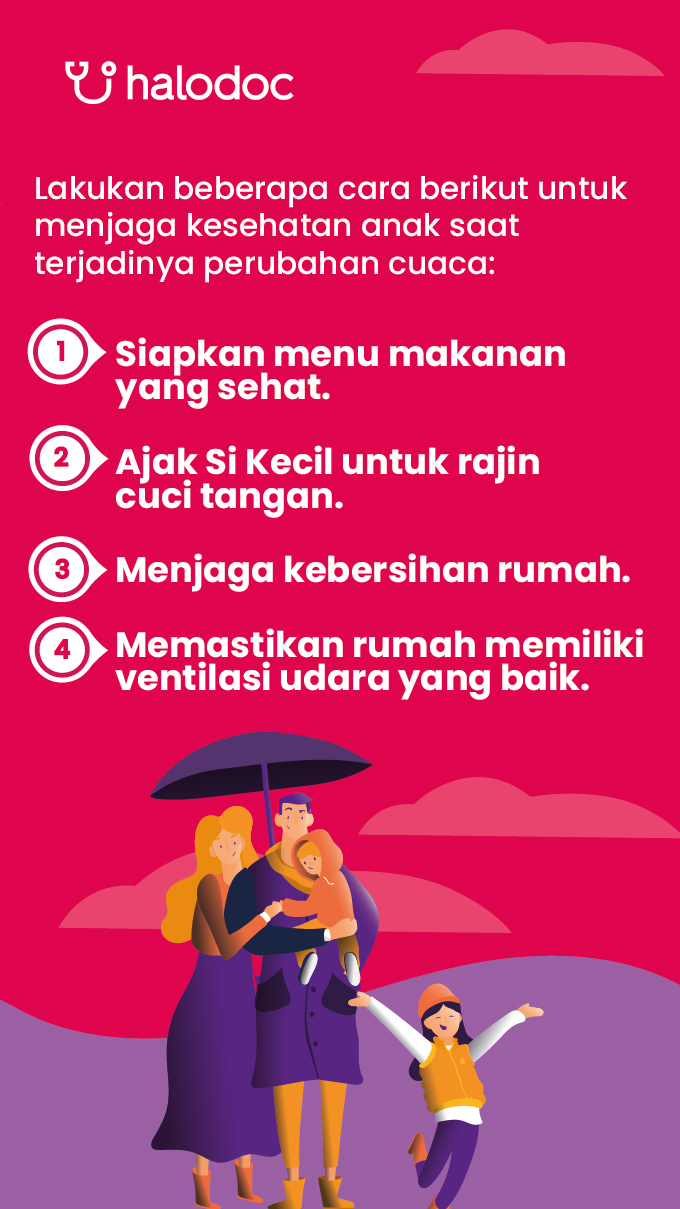 halodoc
Lakukan beberapa cara berikut untuk
menjaga kesehatan anak saat
terjadinya perubahan cuaca:
1 Siapkan menu makanan
yang sehat.
2 Ajak Si Kecil untuk rajin
cuci tangan.
3 Menjaga kebersihan rumah.
4 Memastikan rumah memiliki
ventilasi udara yang baik.